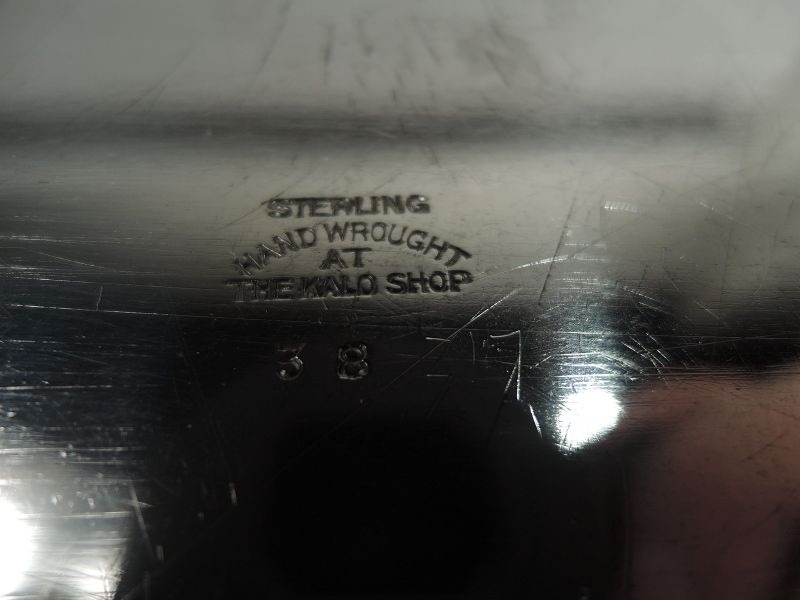 STERLING
HAND WROUGHT
AT
THE KALO SHOP
38